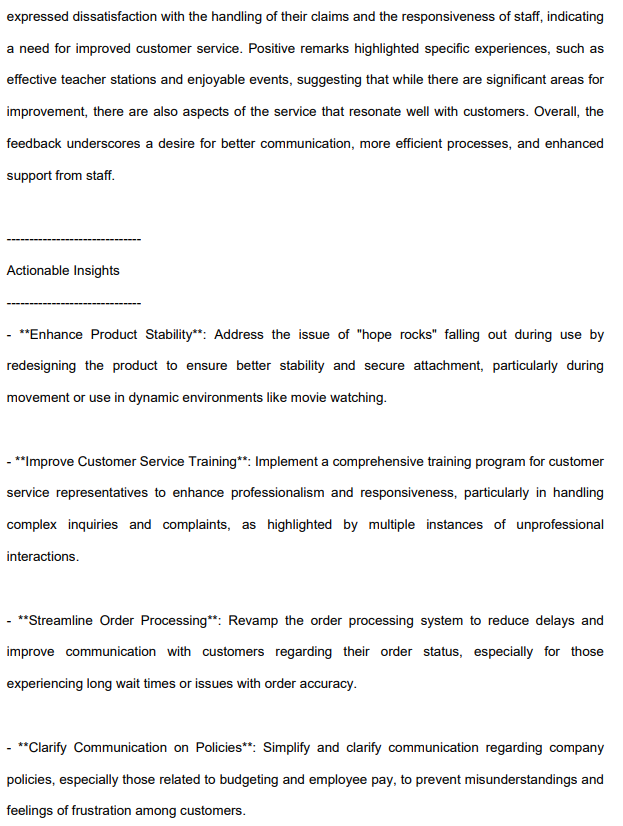 expressed dissatisfaction with the handling of their claims and the responsiveness of staff, indicating
a need for improved customer service. Positive remarks highlighted specific experiences, such as
effective teacher stations and enjoyable events, suggesting that while there are significant areas for
improvement, there are also aspects of the service that resonate well with customers. Overall, the
feedback underscores a desire for better communication, more efficient processes, and enhanced
support from staff.
------------------------------
Actionable Insights
------------------------------
- **Enhance Product Stability**: Address the issue of "hope rocks" falling out during use by
redesigning the product to ensure better stability and secure attachment, particularly during
movement or use in dynamic environments like movie watching.
- **Improve Customer Service Training**: Implement a comprehensive training program for customer
service representatives to enhance professionalism and responsiveness, particularly in handling
complex inquiries and complaints, as highlighted by multiple instances of unprofessional
interactions.
- **Streamline Order Processing**: Revamp the order processing system to reduce delays and
improve communication with customers regarding their order status, especially for those
experiencing long wait times or issues with order accuracy.
- **Clarify Communication on Policies**: Simplify and clarify communication regarding company
policies, especially those related to budgeting and employee pay, to prevent misunderstandings and
feelings of frustration among customers.